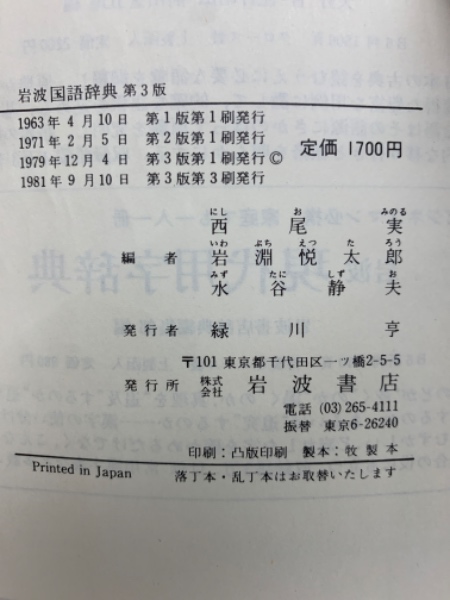 岩波国語辞典 第3版
1963年4月10日 第1版第1刷発行
1971年2月5日 第2版第1刷発行
1979年12月4日 第3版第1刷発行 © 定価 1700円
1981年9月10日 第3版第3刷発行
にし お みのる
西尾実
いわ ぶち えつ た ろう
編者 岩淵悦太郎
みず たに しず お
水谷静夫
発行者 緑川亨
〒101 東京都千代田区一ツ橋2-5-5
発行所 株式会社 岩波書店
電話 (03) 265-4111
振替 東京6-26240
印刷:凸版印刷 製本:牧製本
Printed in Japan 落丁本・乱丁本はお取替いたします